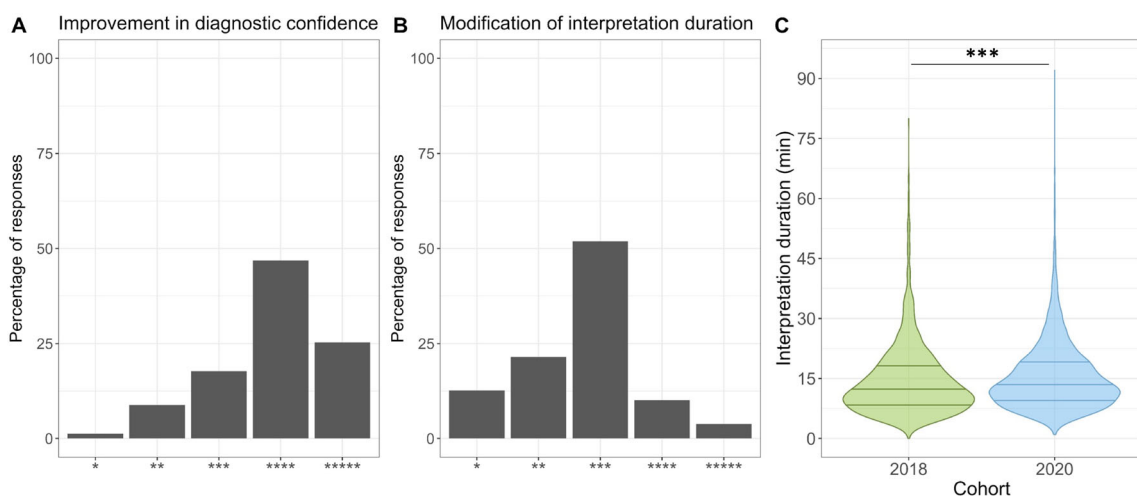 A Improvement in diagnostic confidence
Percentage of responses
100
75
50
25
0
* ** *** **** *****
B Modification of interpretation duration
Percentage of responses
100
75
50
25
0
* ** *** **** *****
C
***
Interpretation duration (min)
90
75
60
45
30
15
0
2018 2020
Cohort